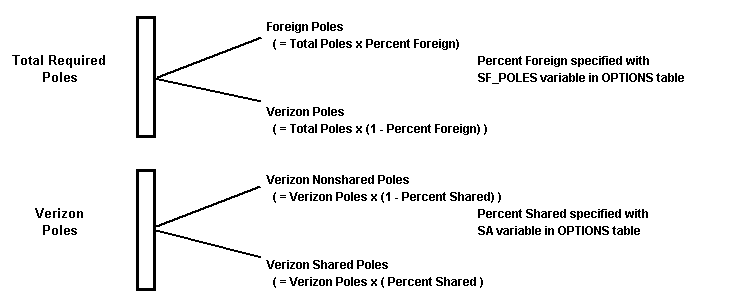 Total Required
Poles
Foreign Poles
( = Total Poles x Percent Foreign)
Percent Foreign specified with
SF_POLES variable in OPTIONS table
Verizon Poles
( = Total Poles x (1 - Percent Foreign) )
Verizon
Poles
Verizon Nonshared Poles
( = Verizon Poles x (1 - Percent Shared) )
Percent Shared specified with
SA variable in OPTIONS table
Verizon Shared Poles
( = Verizon Poles x ( Percent Shared )